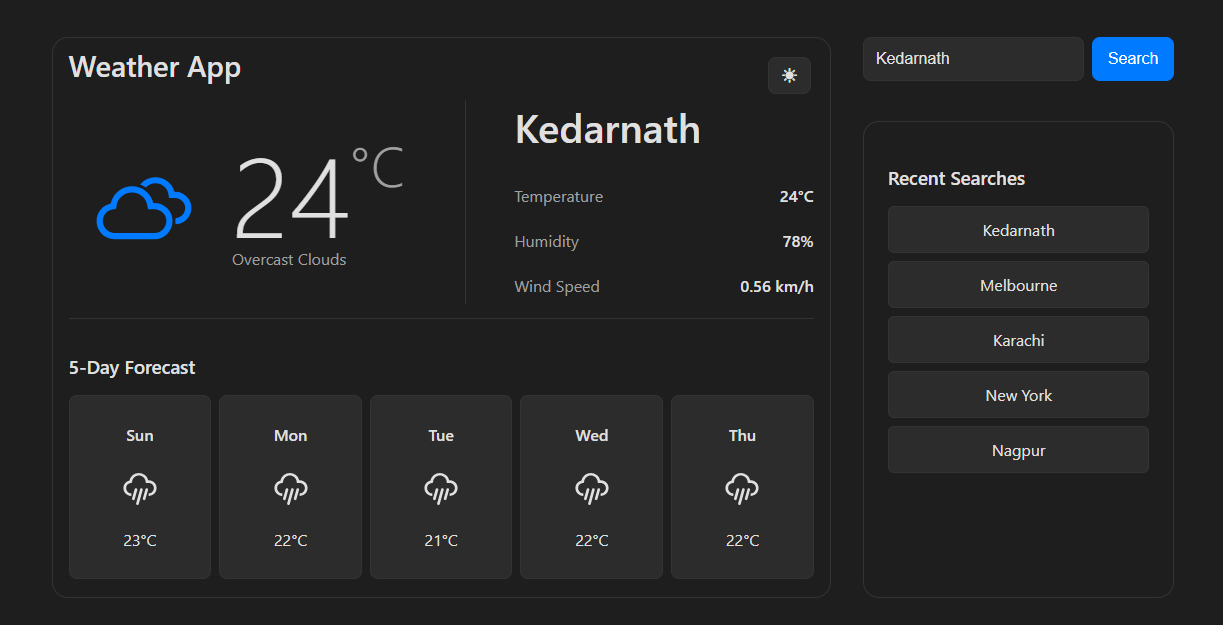 Weather App
24°C
Overcast Clouds
Kedarnath
Temperature 24°C
Humidity 78%
Wind Speed 0.56 km/h
5-Day Forecast
Sun Mon Tue Wed Thu
23°C 22°C 21°C 22°C 22°C
Kedarnath Search
Recent Searches
Kedarnath
Melbourne
Karachi
New York
Nagpur